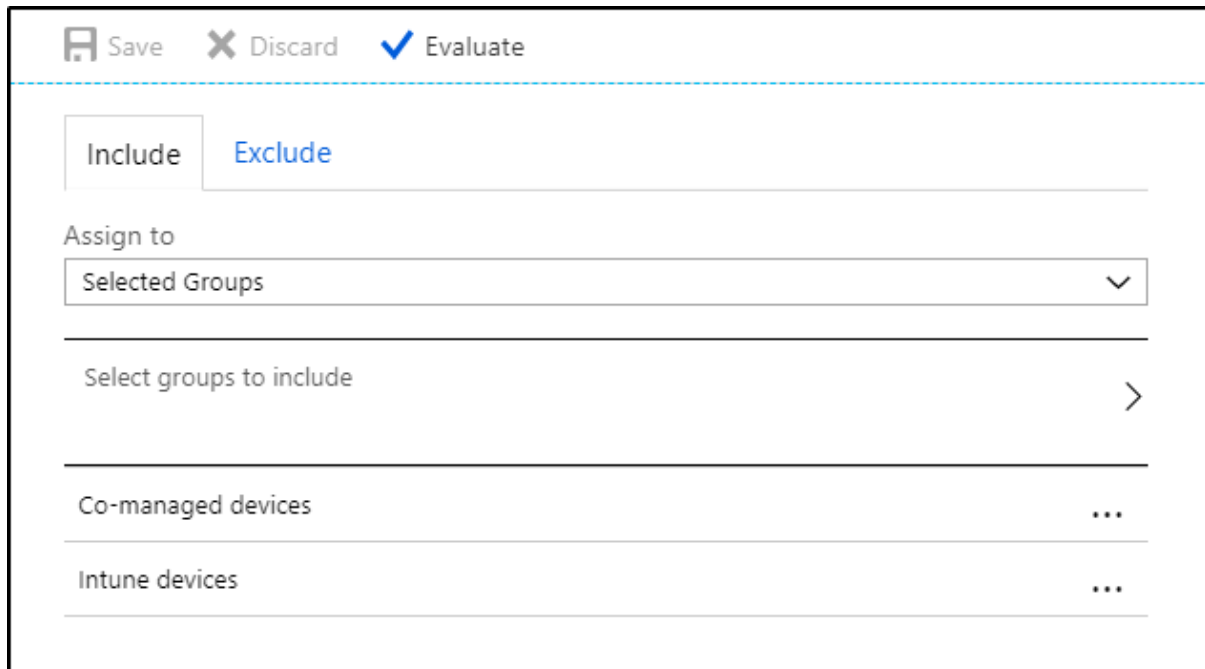 Save Discard Evaluate
Include Exclude
Assign to
Selected Groups
Select groups to include
Co-managed devices ...
Intune devices ...